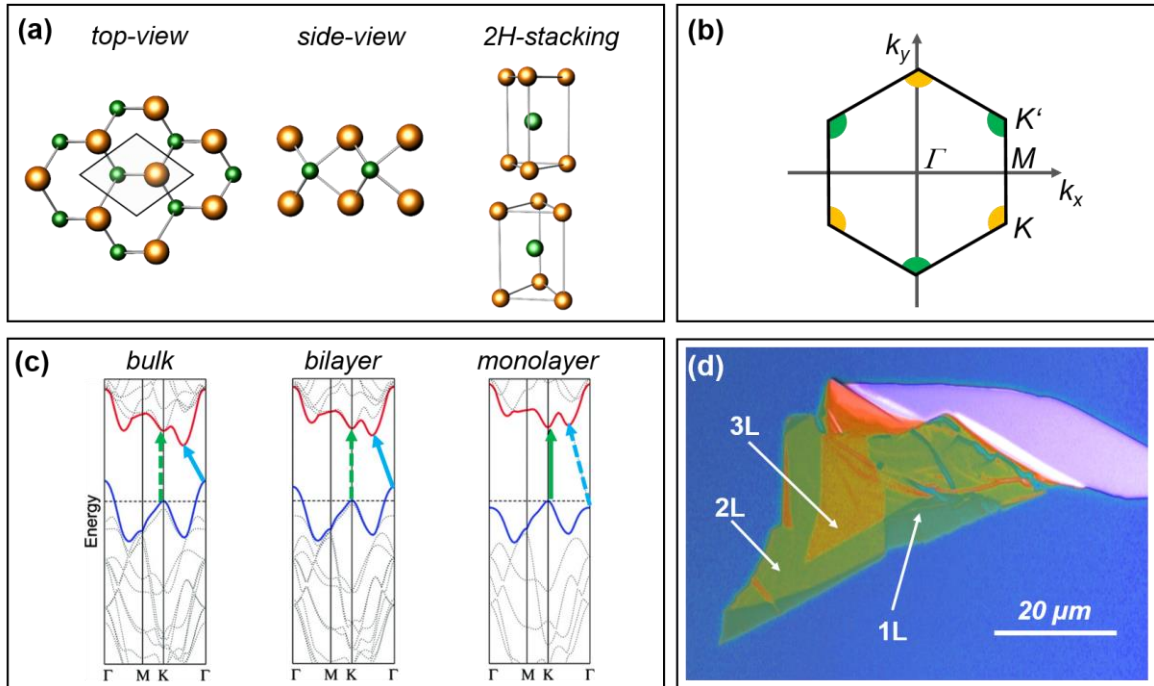 (a)
top-view
side-view
2H-stacking
(b)
k_y
K'
Γ
M
k_x
K
(c)
bulk
bilayer
monolayer
Energy
Γ M K Γ
Γ M K Γ
Γ M K Γ
(d)
3L
2L
1L
20 μm